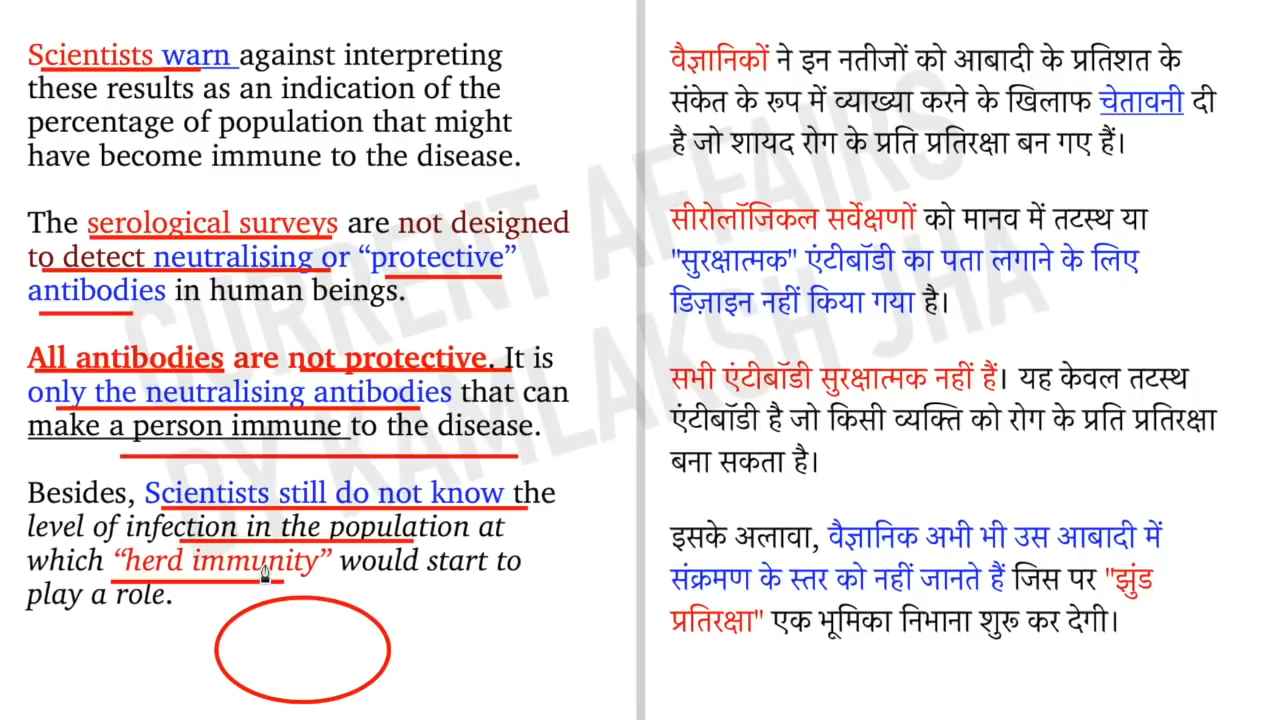 Scientists warn against interpreting
these results as an indication of the
percentage of population that might
have become immune to the disease.
The serological surveys are not designed
to detect neutralising or “protective”
antibodies in human beings.
All antibodies are not protective. It is
only the neutralising antibodies that can
make a person immune to the disease.
Besides, Scientists still do not know the
level of infection in the population at
which “herd immunity” would start to
play a role.
वैज्ञानिकों ने इन नतीजों को आबादी के प्रतिशत के
संकेत के रूप में व्याख्या करने के खिलाफ चेतावनी दी
है जो शायद रोग के प्रति प्रतिरक्षा बन गए हैं।
सीरोलॉजिकल सर्वेक्षणों को मानव में तटस्थ या
"सुरक्षात्मक" एंटीबॉडी का पता लगाने के लिए
डिज़ाइन नहीं किया गया है।
सभी एंटीबॉडी सुरक्षात्मक नहीं हैं। यह केवल तटस्थ
एंटीबॉडी है जो किसी व्यक्ति को रोग के प्रति प्रतिरक्षा
बना सकता है।
इसके अलावा, वैज्ञानिक अभी भी उस आबादी में
संक्रमण के स्तर को नहीं जानते हैं जिस पर "झुंड
प्रतिरक्षा" एक भूमिका निभाना शुरू कर देगी।
CURRENT AFFAIRS
BY KAMLAKSH JHA